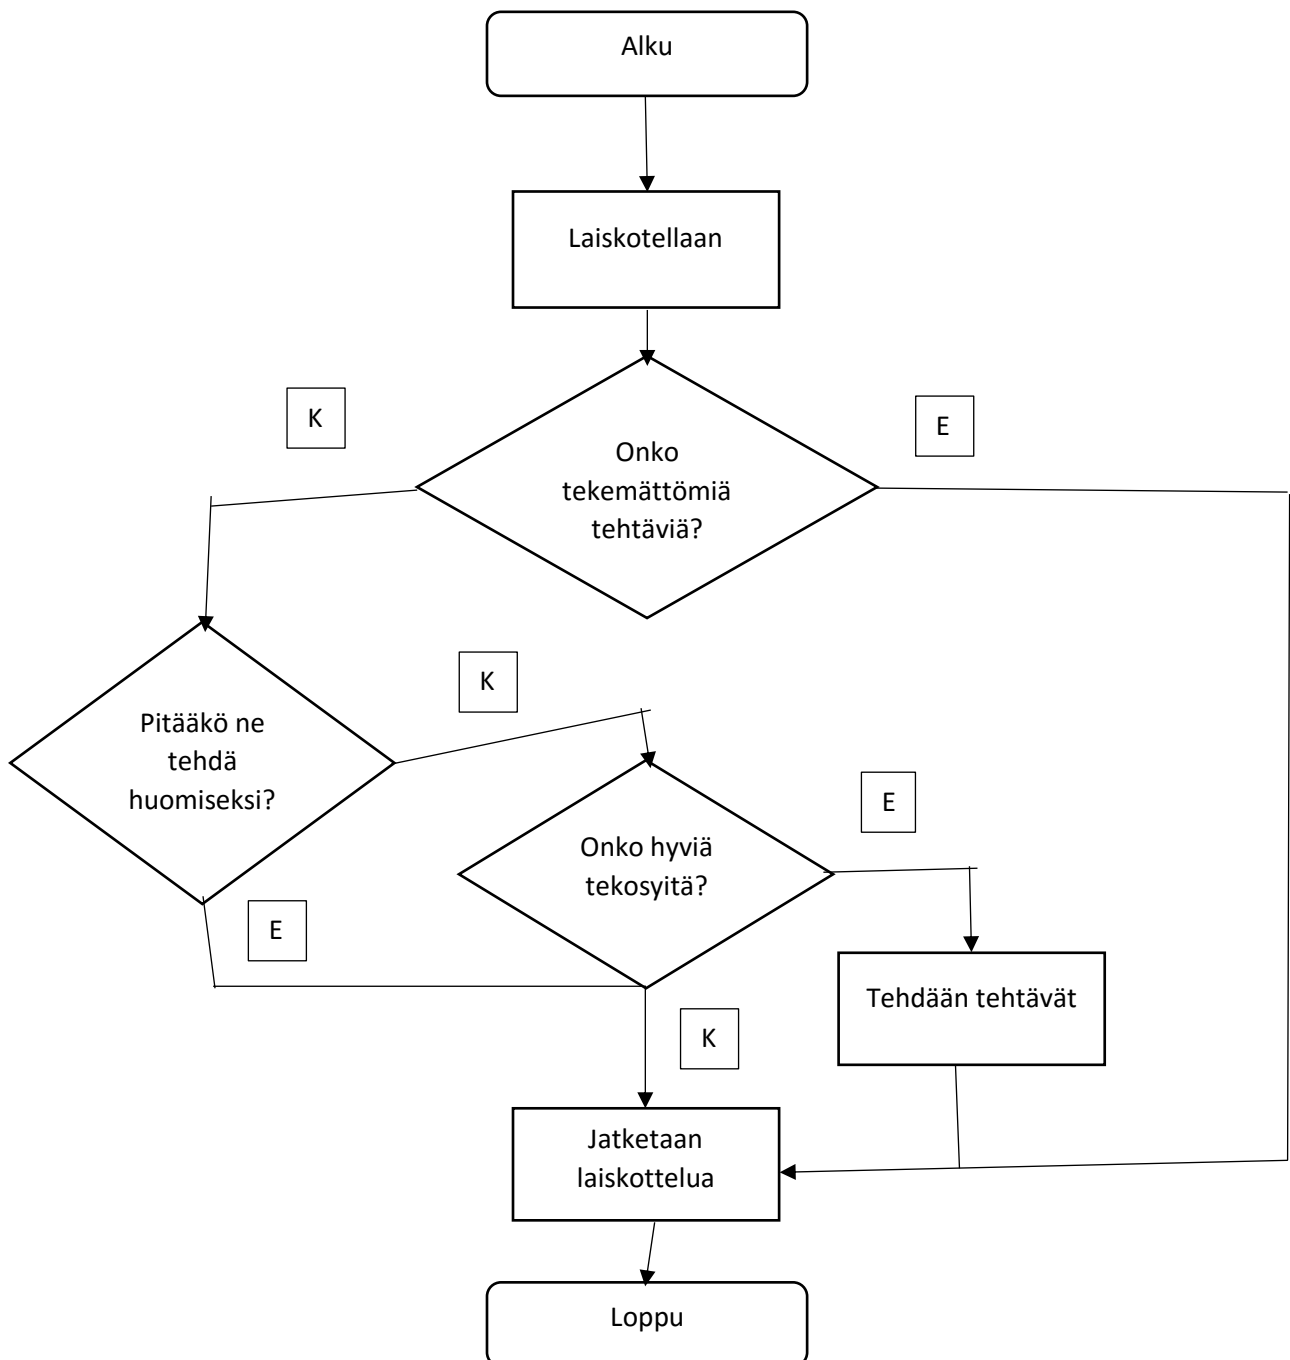 Alku
Laiskotellaan
K
E
Onko
tekemättömiä
tehtäviä?
K
Pitääkö ne
tehdä
huomiseksi?
E
Onko hyviä
tekosyitä?
E
Tehdään tehtävät
K
Jatketaan
laiskottelua
Loppu